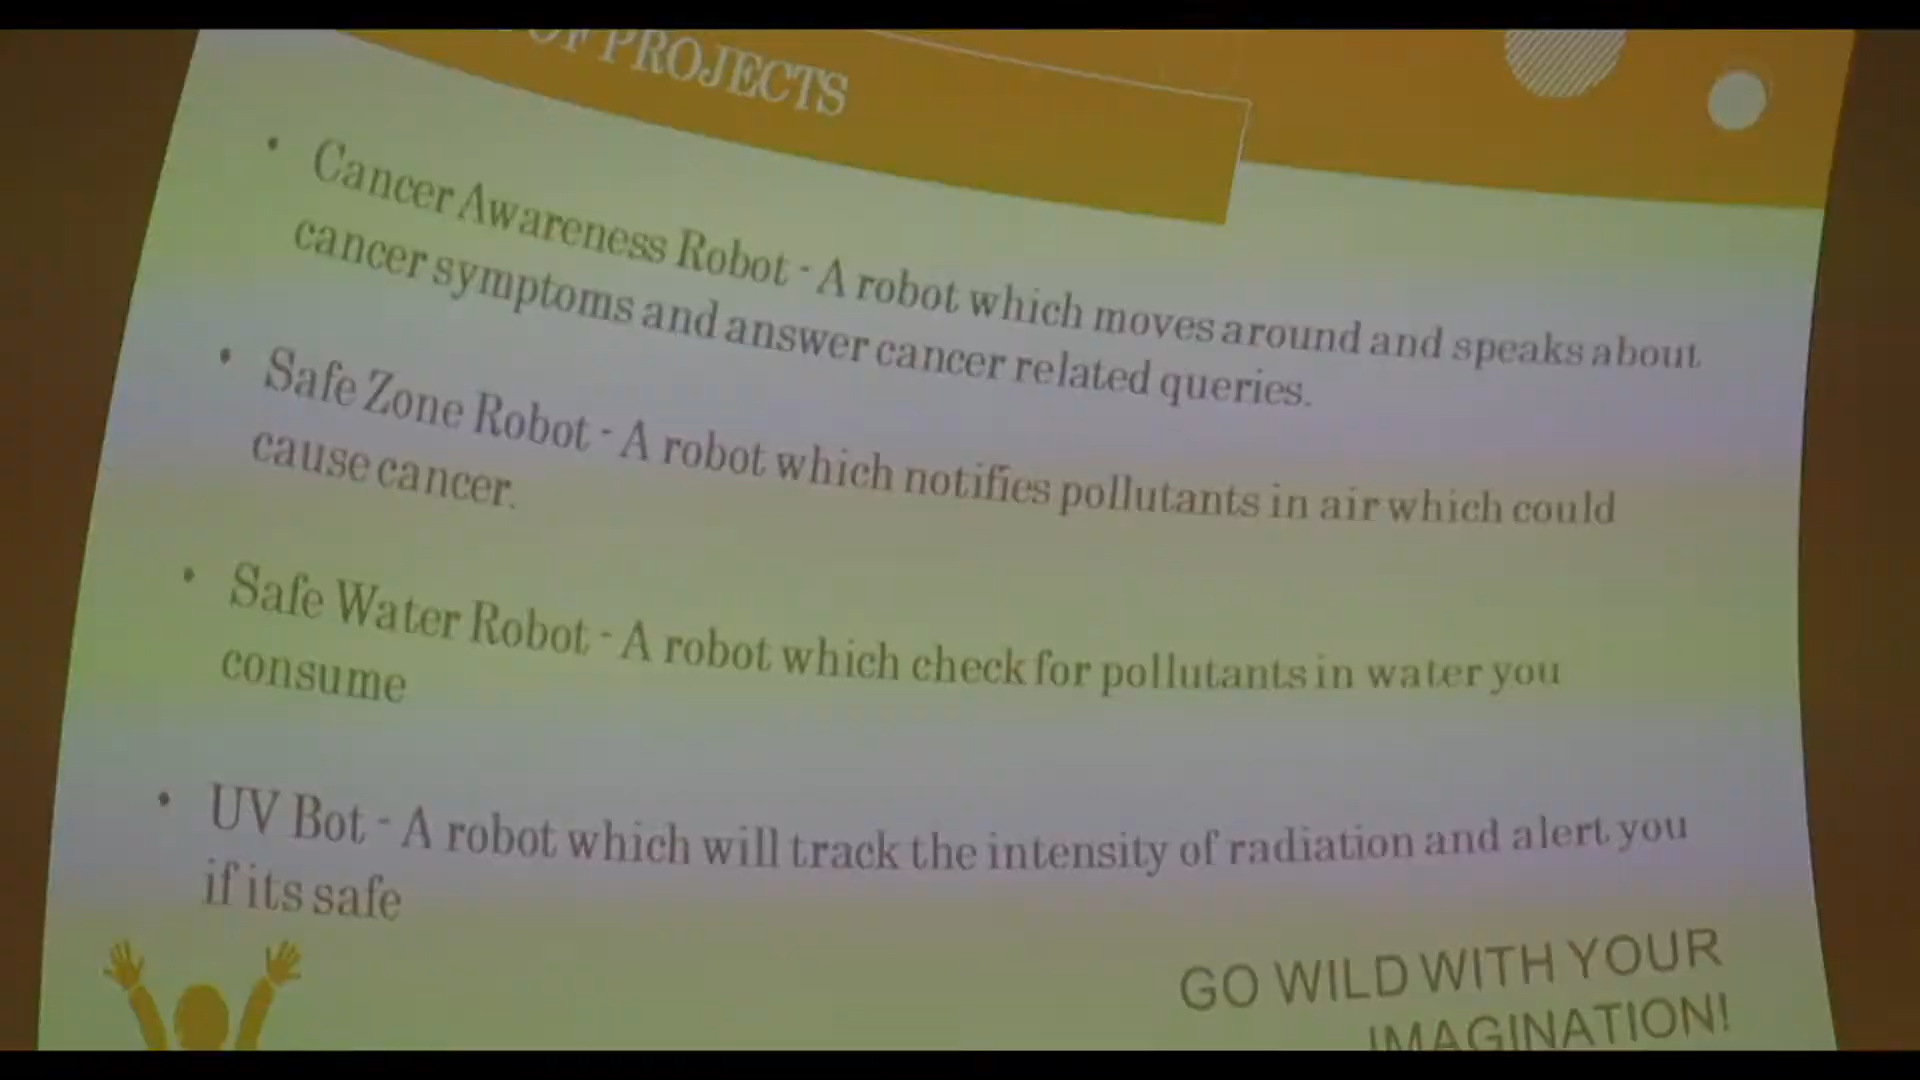 OF PROJECTS
• Cancer Awareness Robot - A robot which moves around and speaks about
cancer symptoms and answer cancer related queries.
• Safe Zone Robot - A robot which notifies pollutants in air which could
cause cancer.
• Safe Water Robot - A robot which check for pollutants in water you
consume
• UV Bot - A robot which will track the intensity of radiation and alert you
if its safe
GO WILD WITH YOUR
IMAGINATION!